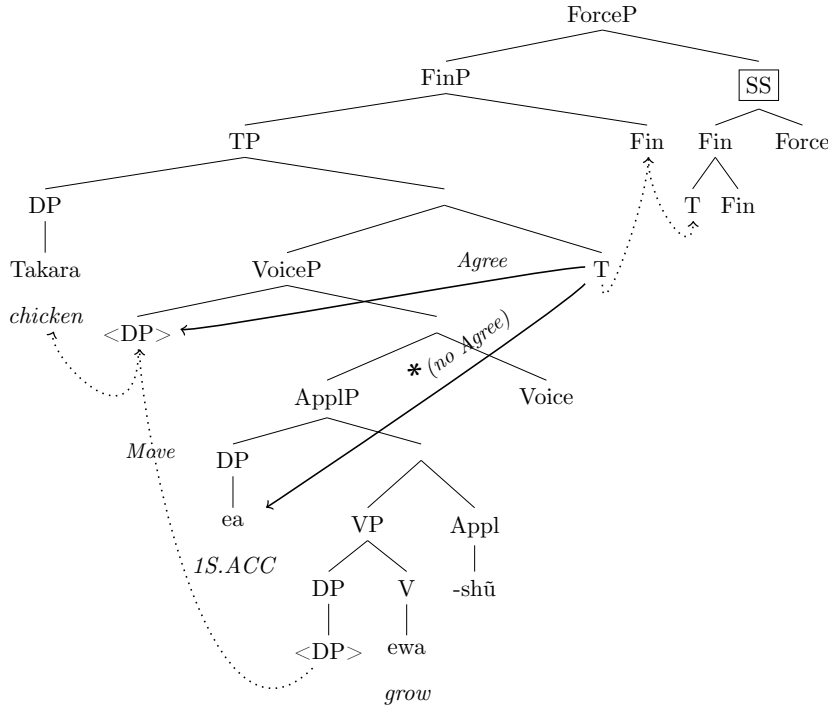 ForceP
FinP SS
TP Fin Fin Force
DP T Fin
Takara VoiceP Agree T
chicken <DP>
* (no Agree)
ApplP Voice
Move DP
ea VP Appl
1S.ACC DP V -shũ
<DP> ewa
grow